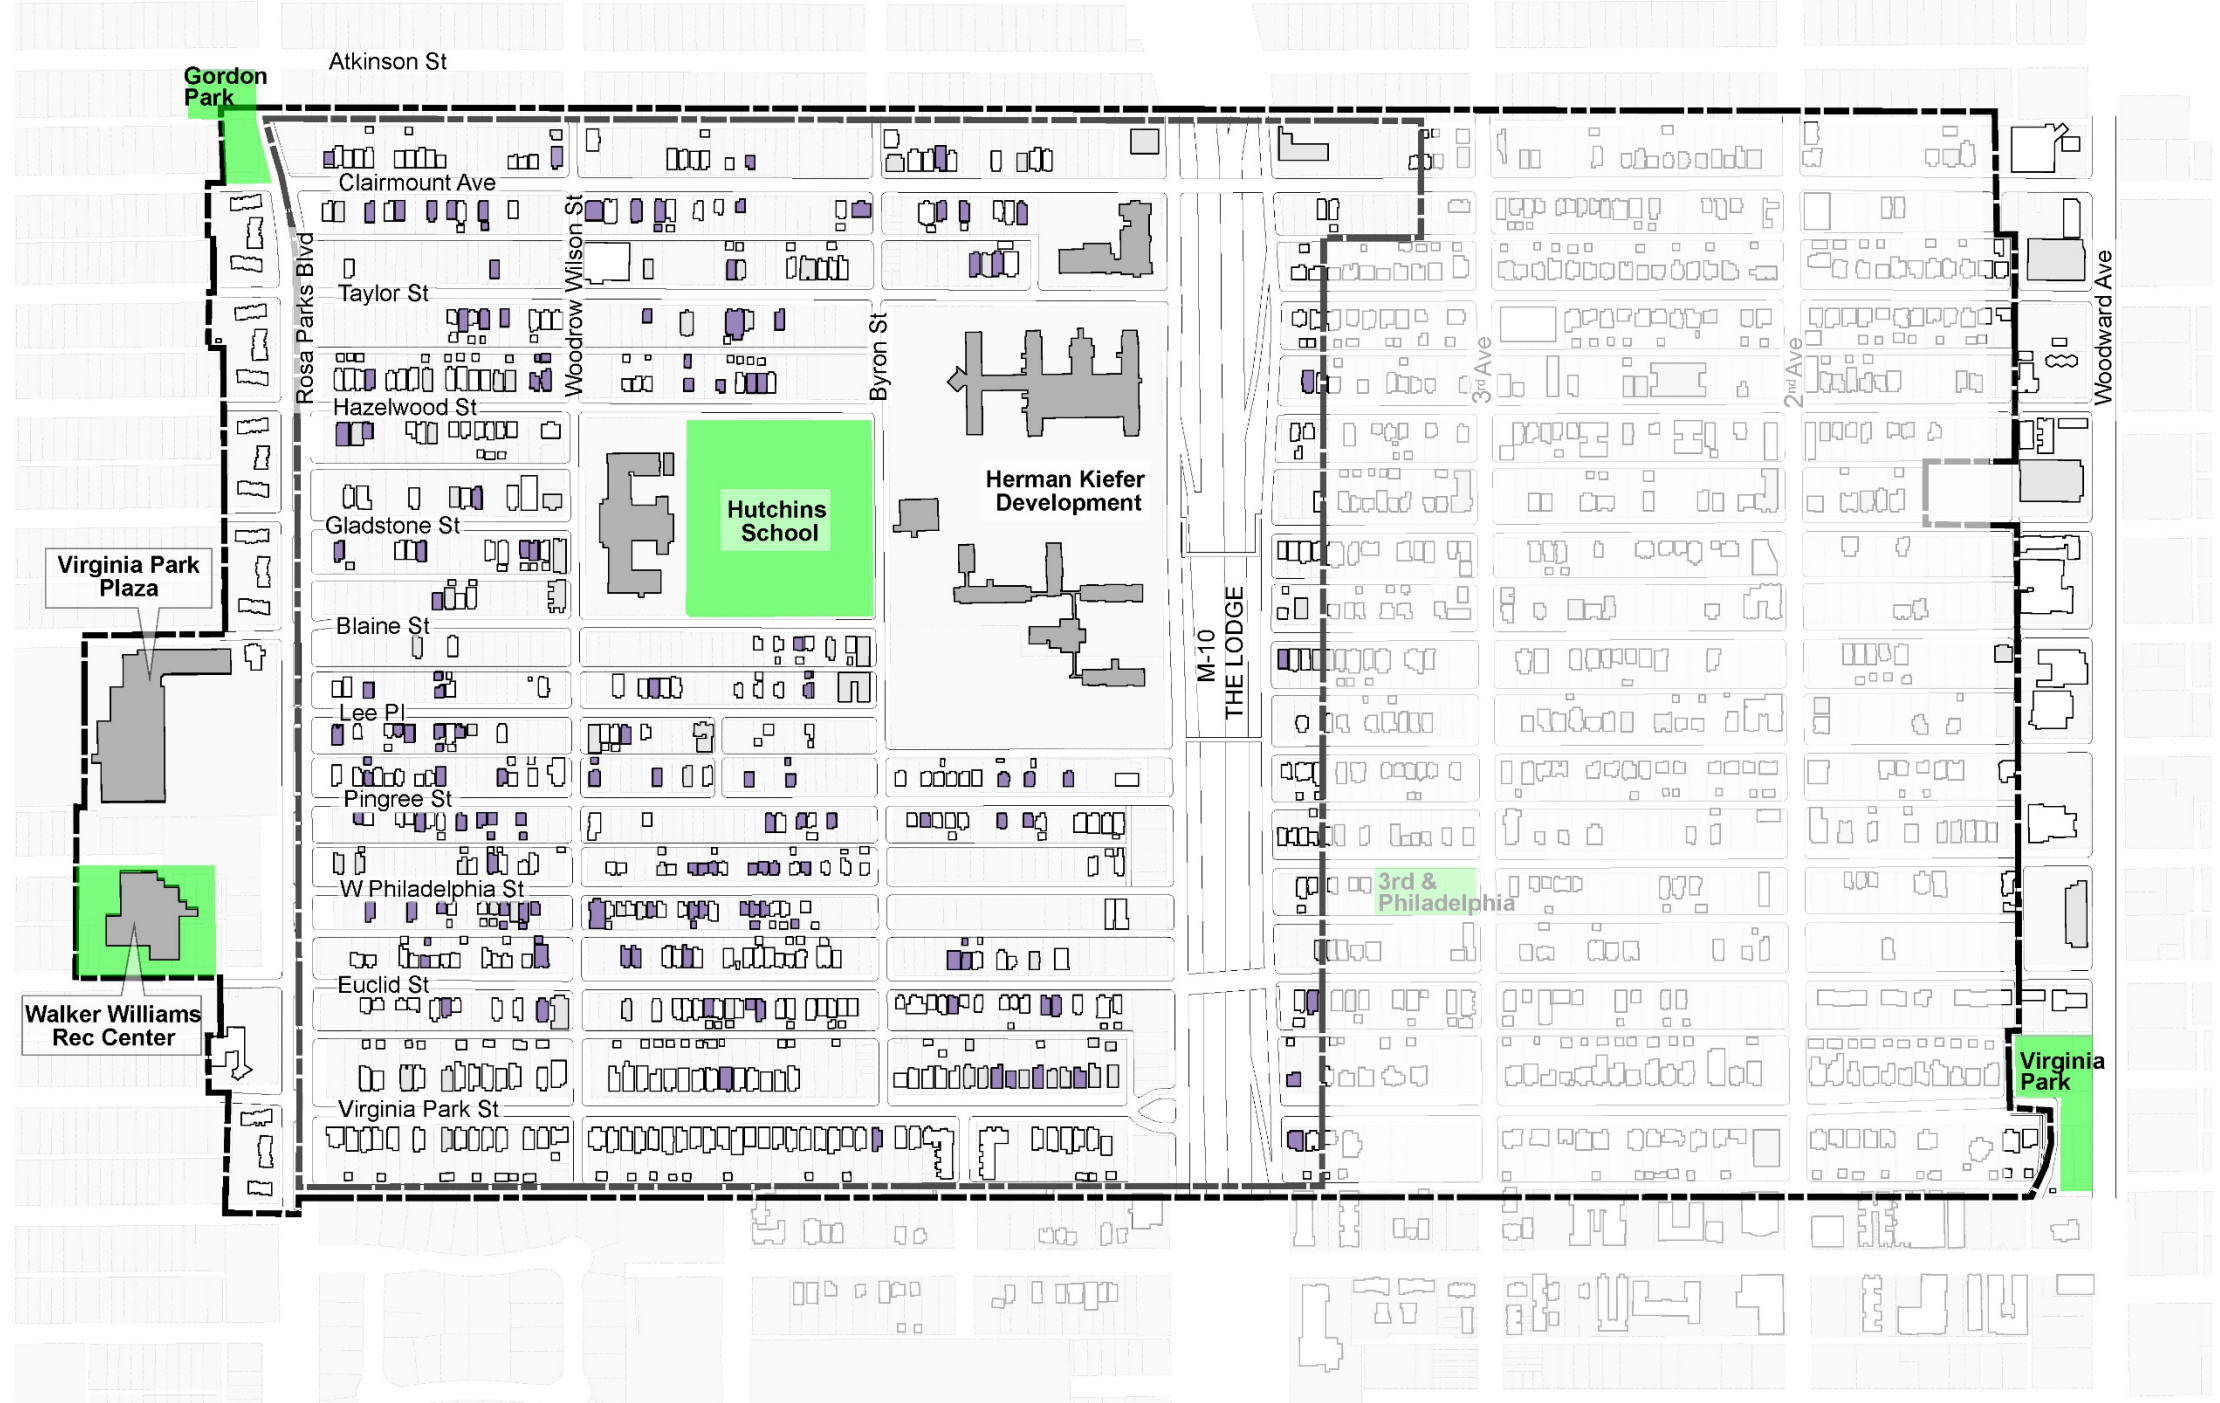 Atkinson St
Gordon
Park
Clairmount Ave
Rosa Parks Blvd
Woodrow Wilson St
Taylor St
Byron St
Woodward Ave
3rd Ave
2nd Ave
Hazelwood St
Herman Kiefer
Development
Hutchins
School
Gladstone St
Virginia Park
Plaza
M-10
THE LODGE
Blaine St
Lee Pl
Pingree St
W Philadelphia St
3rd &
Philadelphia
Euclid St
Walker Williams
Rec Center
Virginia
Park
Virginia Park St